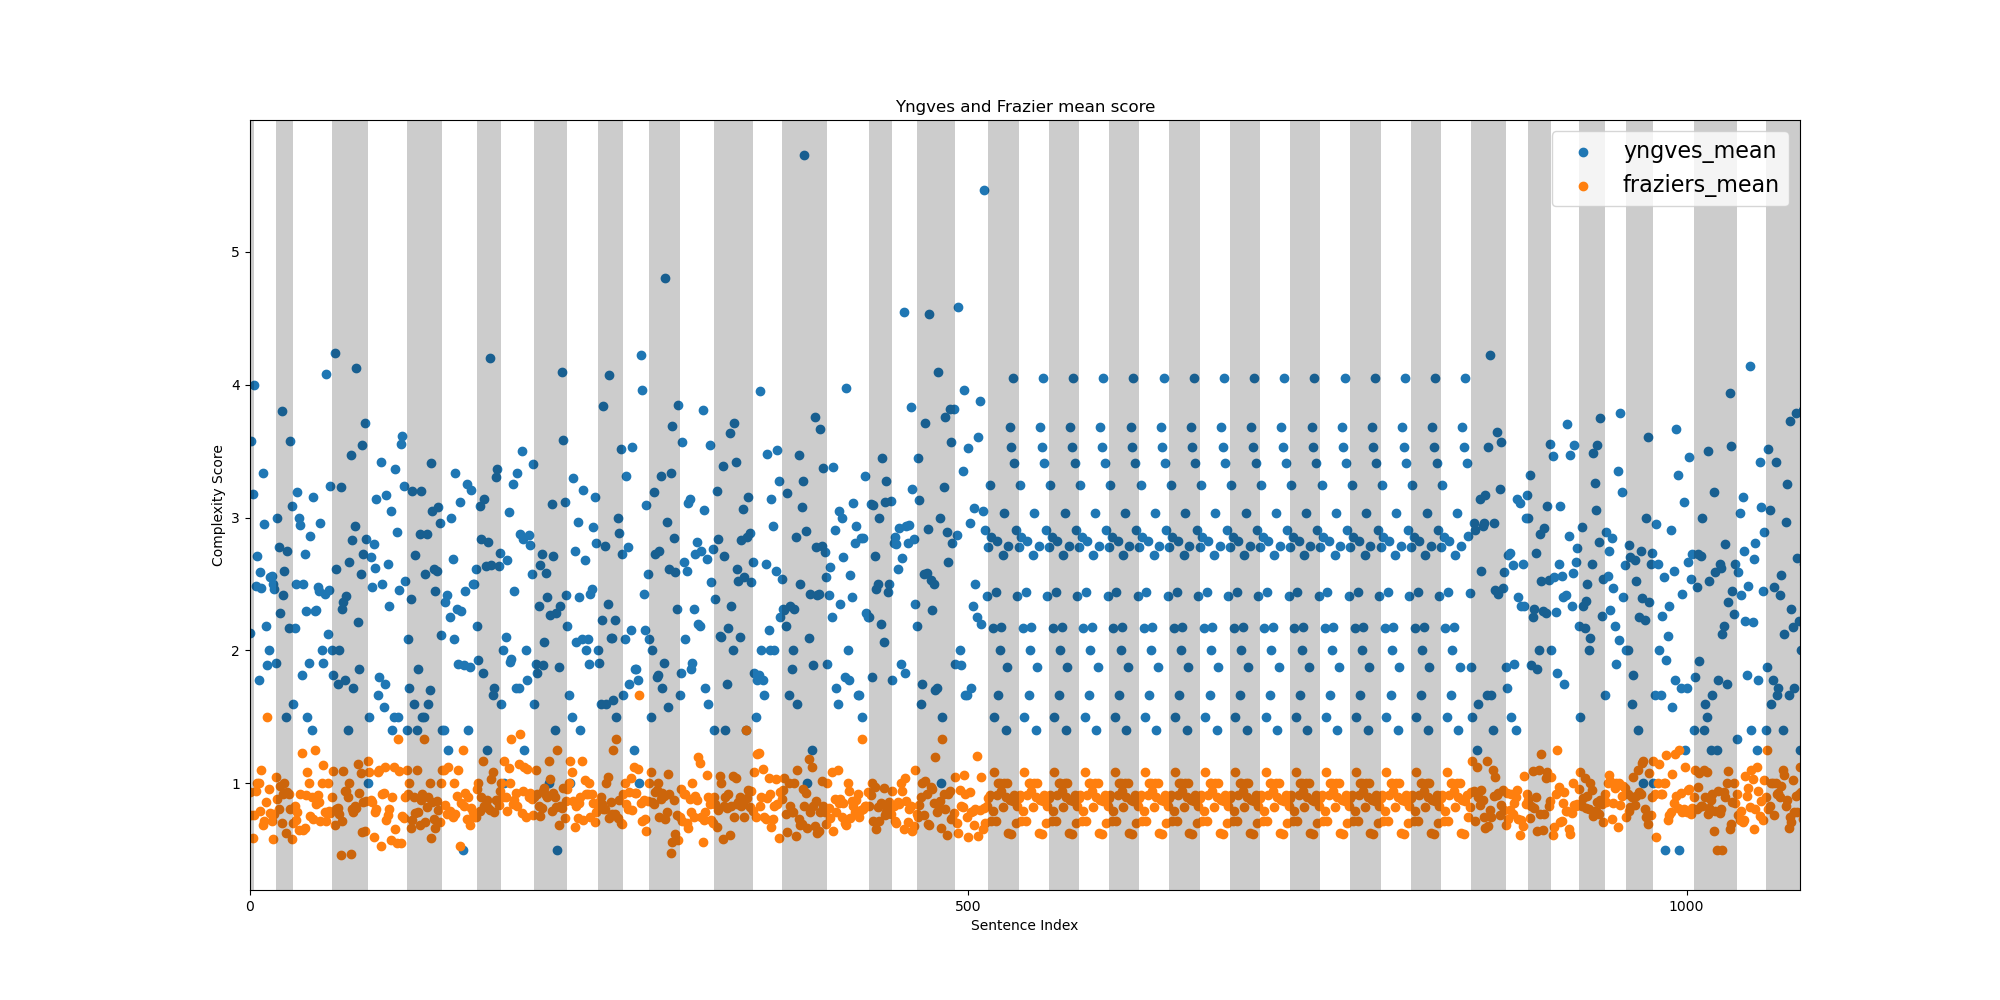 Yngves and Frazier mean score
yngves_mean
fraziers_mean
Complexity Score
5
4
3
2
1
0
500
1000
Sentence Index